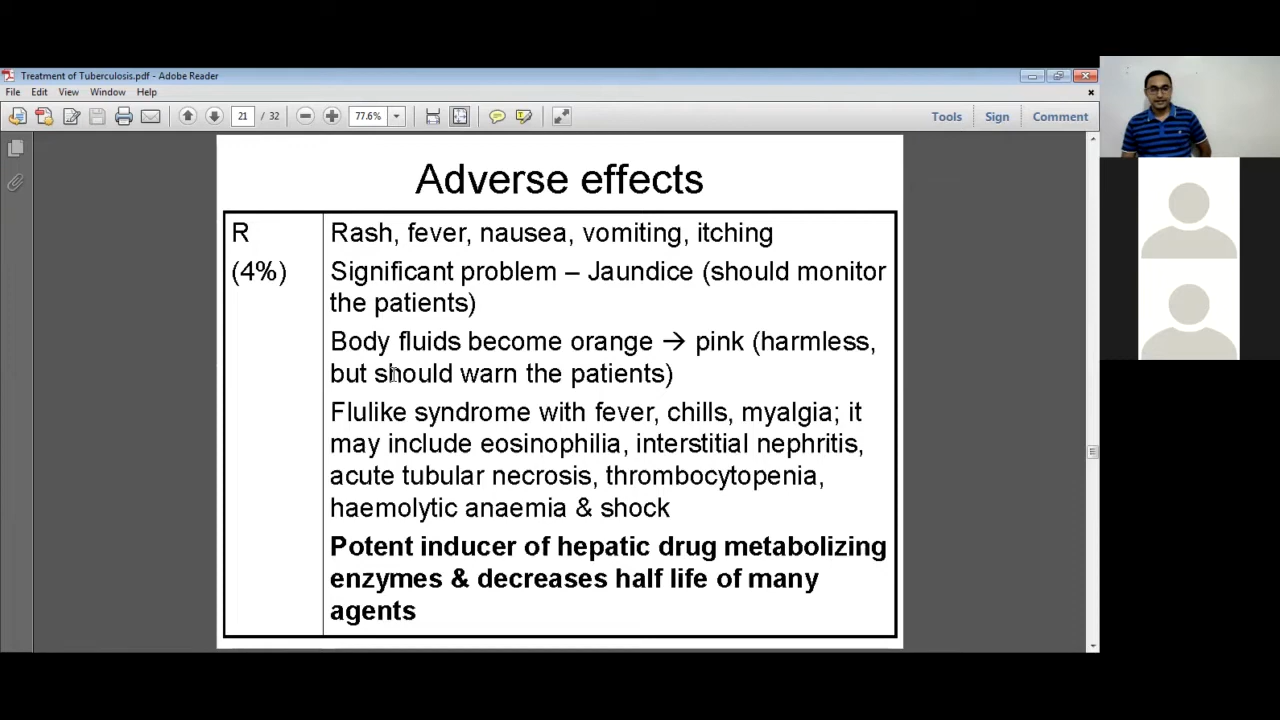 Treatment of Tuberculosis.pdf - Adobe Reader
File Edit View Window Help
21 / 32 77.6% Tools Sign Comment
Adverse effects
R
(4%)
Rash, fever, nausea, vomiting, itching
Significant problem – Jaundice (should monitor
the patients)
Body fluids become orange → pink (harmless,
but should warn the patients)
Flulike syndrome with fever, chills, myalgia; it
may include eosinophilia, interstitial nephritis,
acute tubular necrosis, thrombocytopenia,
haemolytic anaemia & shock
Potent inducer of hepatic drug metabolizing
enzymes & decreases half life of many
agents